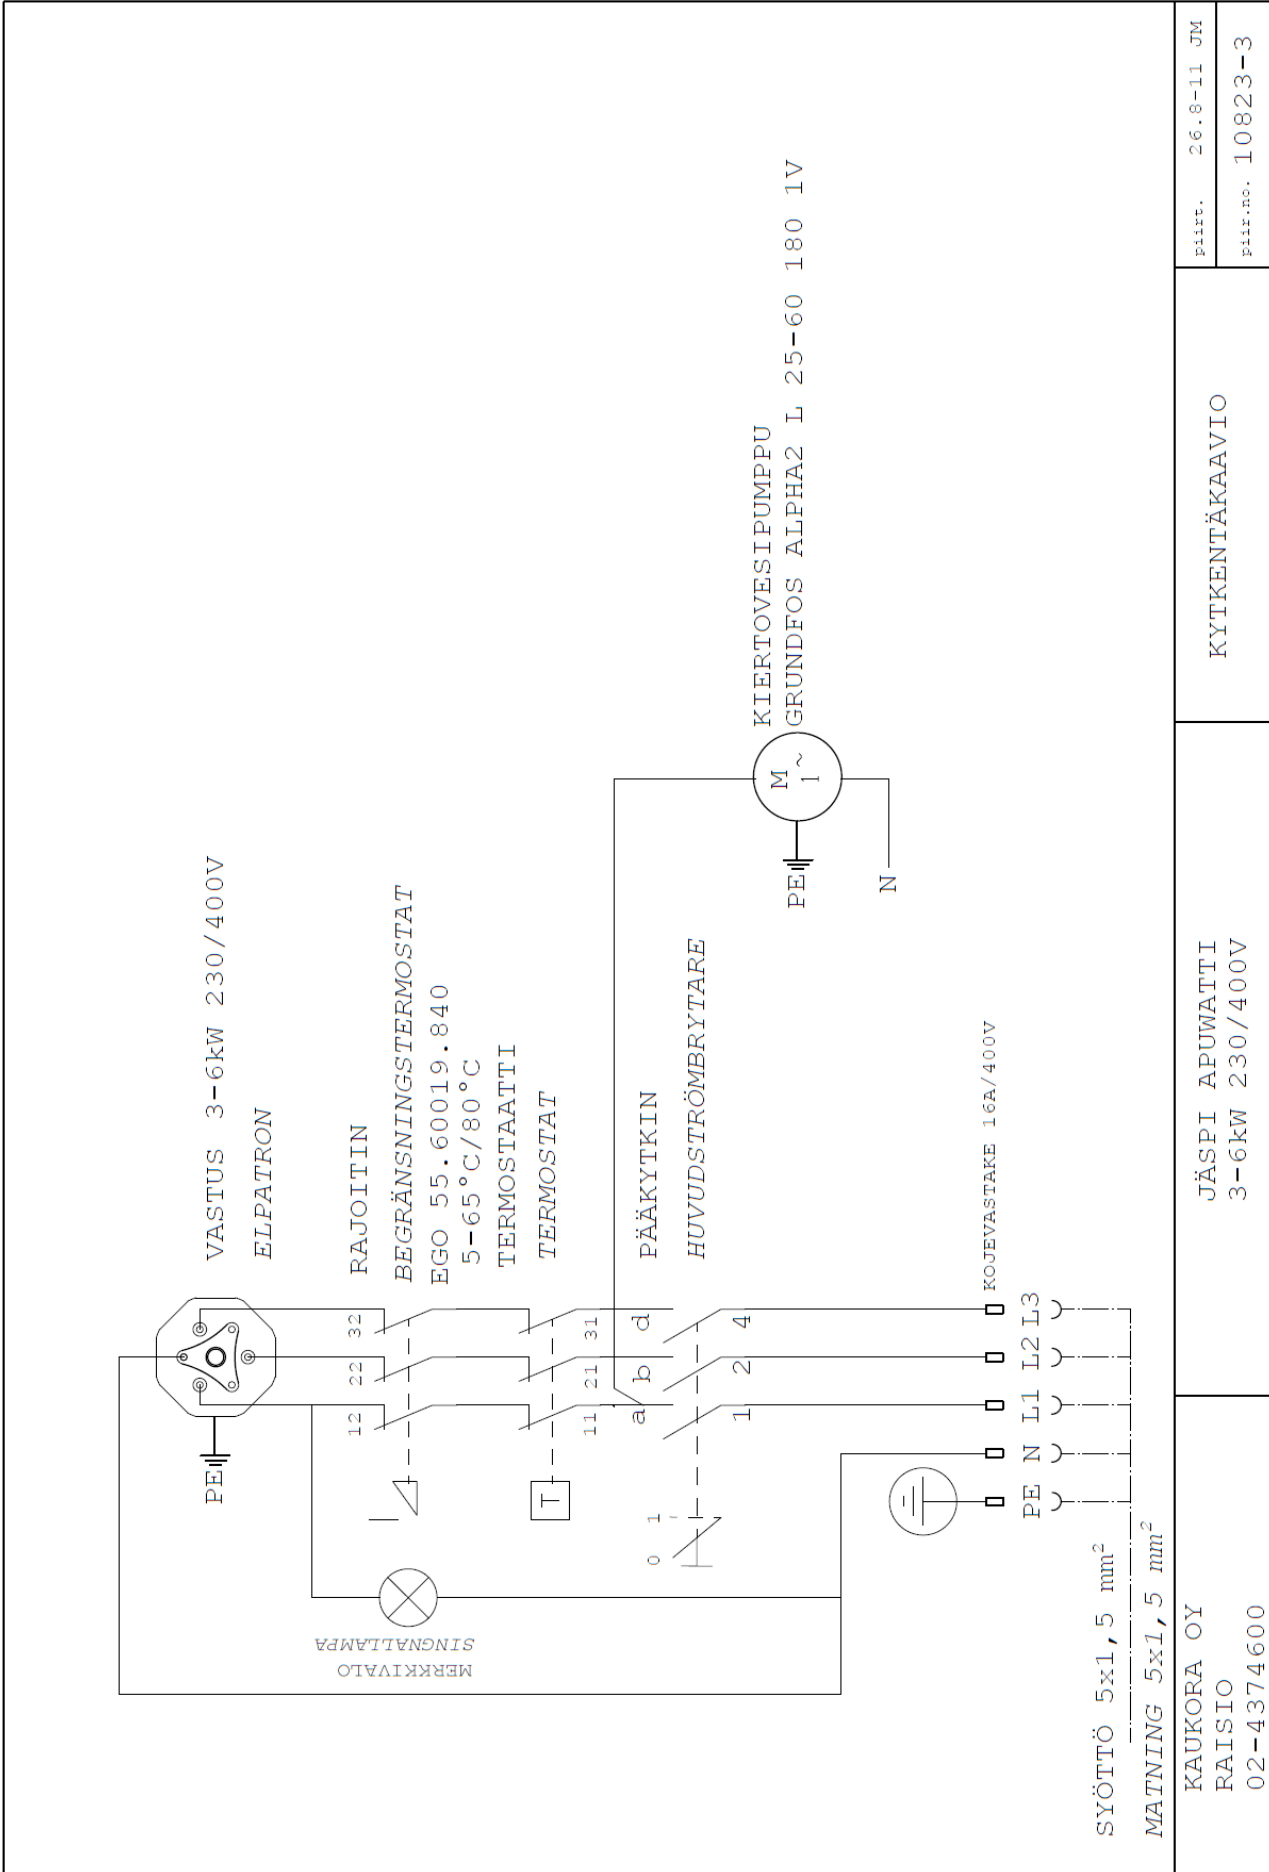 VASTUS 3-6kW 230/400V
ELPATRON
PE
RAJOITIN
BEGRÄNSNINGSTERMOSTAT
EGO 55.60019.840
5-65°C/80°C
TERMOSTAATTI
TERMOSTAT
12 22 32
T
11 21 31
MERKKIVALO
SINGNALLAMPA
PÄÄKYTKIN
HUVUDSTRÖMBRYTARE
a b d
0 1
1 2 4
KIERTOVESIPUMPPU
GRUNDFOS ALPHA2 L 25-60 180 1V
M
1~
PE
N
KOJEVASTAKE 16A/400V
PE N L1 L2 L3
SYÖTTÖ 5x1,5 mm²
MATNING 5x1,5 mm²
KAUKORA OY
RAISIO
02-4374600
JÄSPI APUWATTI
3-6kW 230/400V
KYTKENTÄKAAVIO
piirt. 26.8-11 JM
piir.no. 10823-3